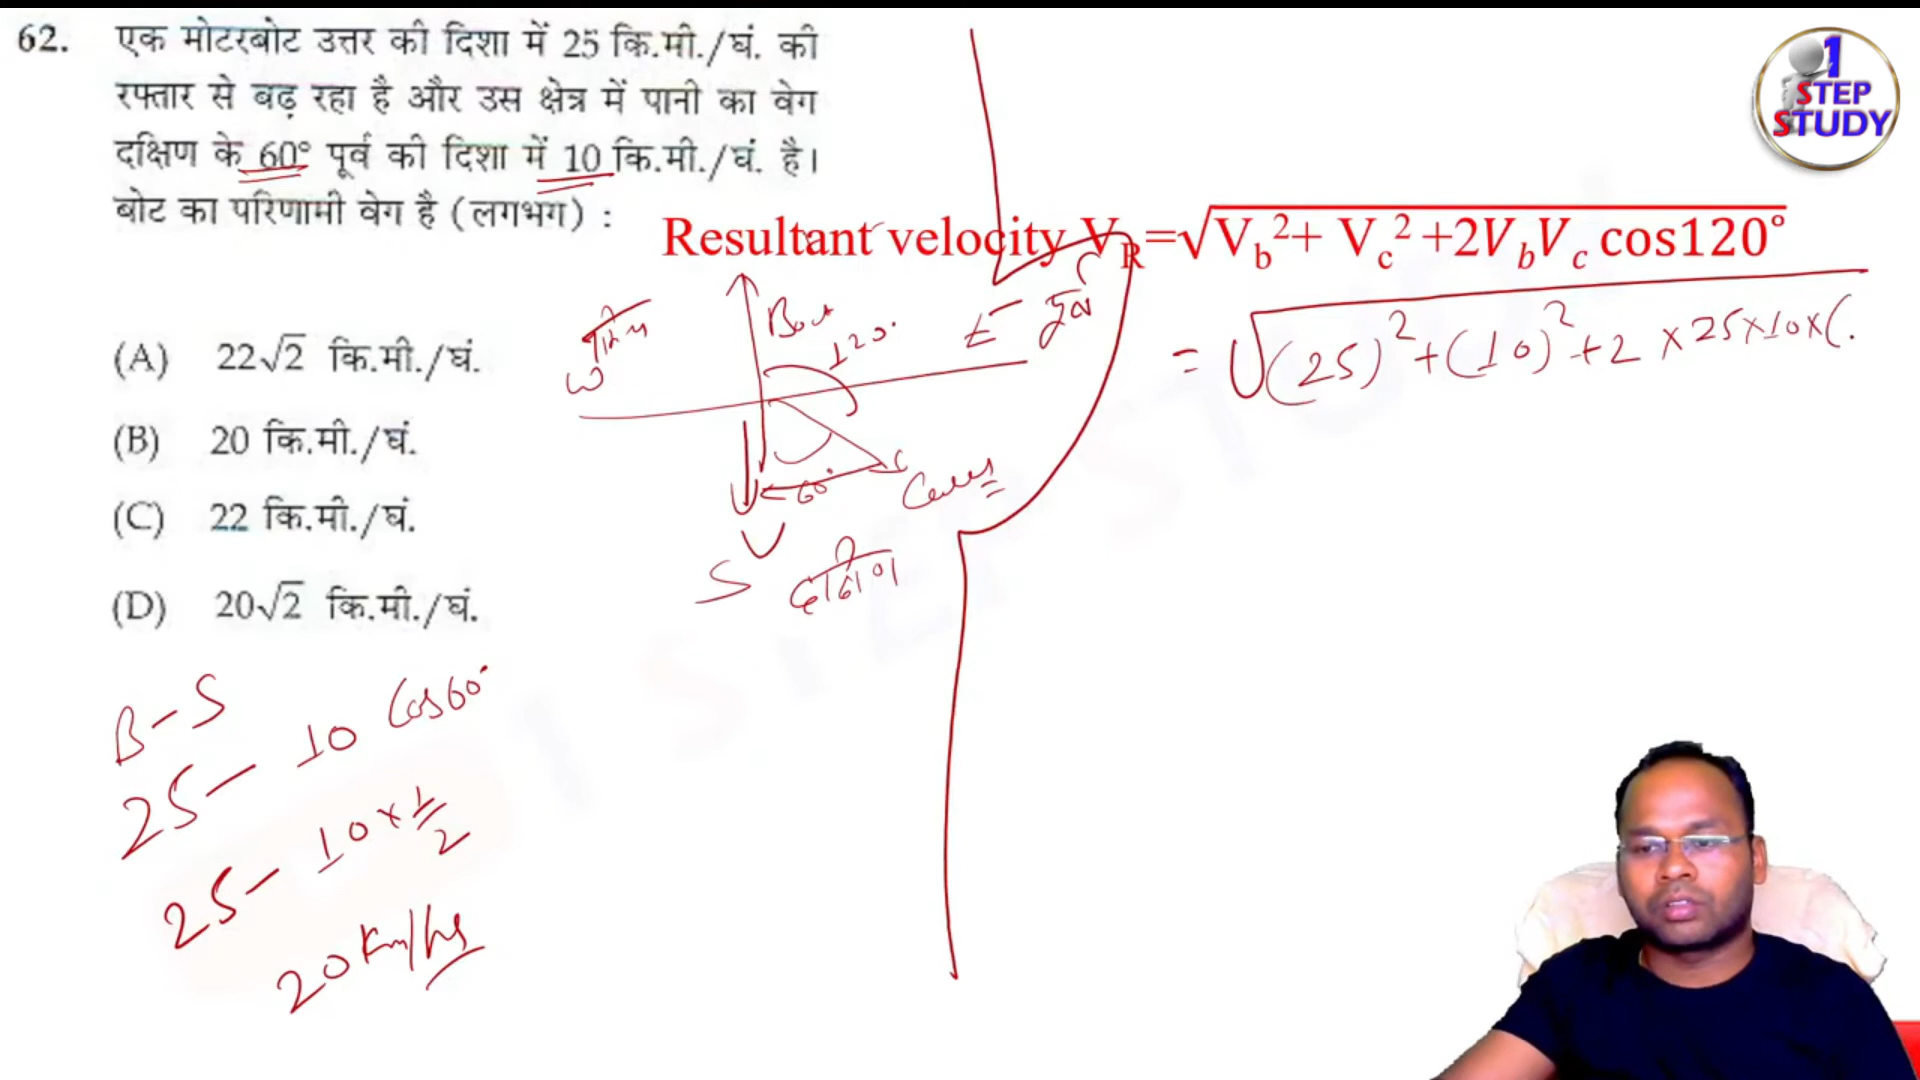 62. एक मोटरबोट उत्तर की दिशा में 25 कि.मी./घं. की
रफ्तार से बढ़ रहा है और उस क्षेत्र में पानी का वेग
दक्षिण के 60° पूर्व की दिशा में 10 कि.मी./घं. है।
बोट का परिणामी वेग है (लगभग) :
1
STEP
STUDY
Resultant velocity V_R=√V_b²+ V_c² +2V_bV_c cos120°
= √(25)²+(10)²+2×25×10×(.
Boat
120°
E पूर्व
W
60°
S दक्षिण
(A) 22√2 कि.मी./घं.
(B) 20 कि.मी./घं.
(C) 22 कि.मी./घं.
(D) 20√2 कि.मी./घं.
B-S
25- 10 Cos60°
25- 10×1/2
20 Km/hs